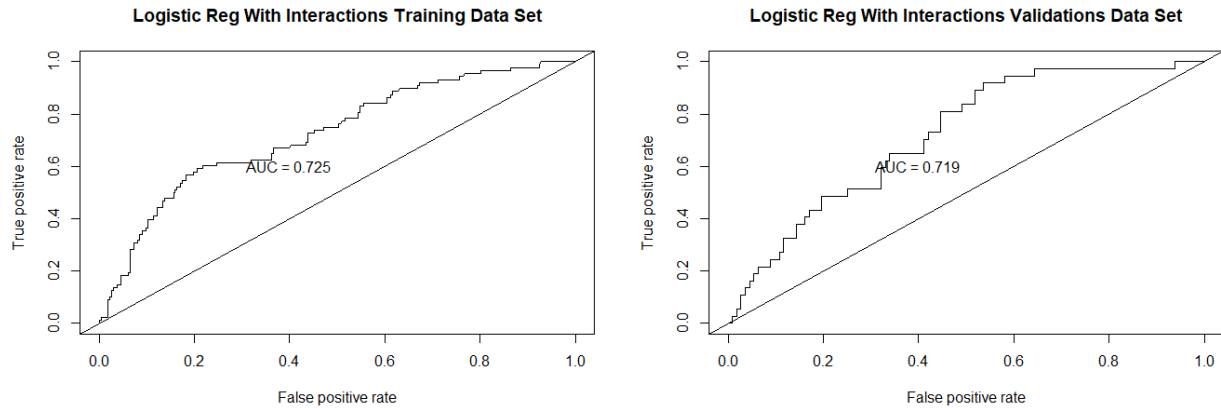 Logistic Reg With Interactions Training Data Set
1.0
0.8
0.6
0.4
0.2
0.0
True positive rate
AUC = 0.725
0.0 0.2 0.4 0.6 0.8 1.0
False positive rate
Logistic Reg With Interactions Validations Data Set
1.0
0.8
0.6
0.4
0.2
0.0
True positive rate
AUC = 0.719
0.0 0.2 0.4 0.6 0.8 1.0
False positive rate